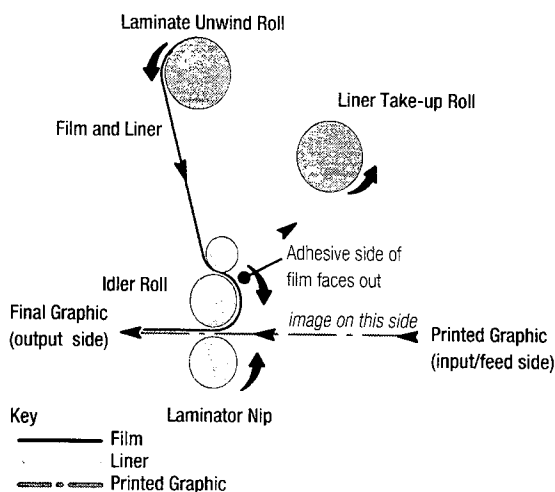 Laminate Unwind Roll
Liner Take-up Roll
Film and Liner
Adhesive side of
film faces out
Idler Roll
Final Graphic
(output side)
image on this side
Printed Graphic
(input/feed side)
Laminator Nip
Key
Film
Liner
Printed Graphic